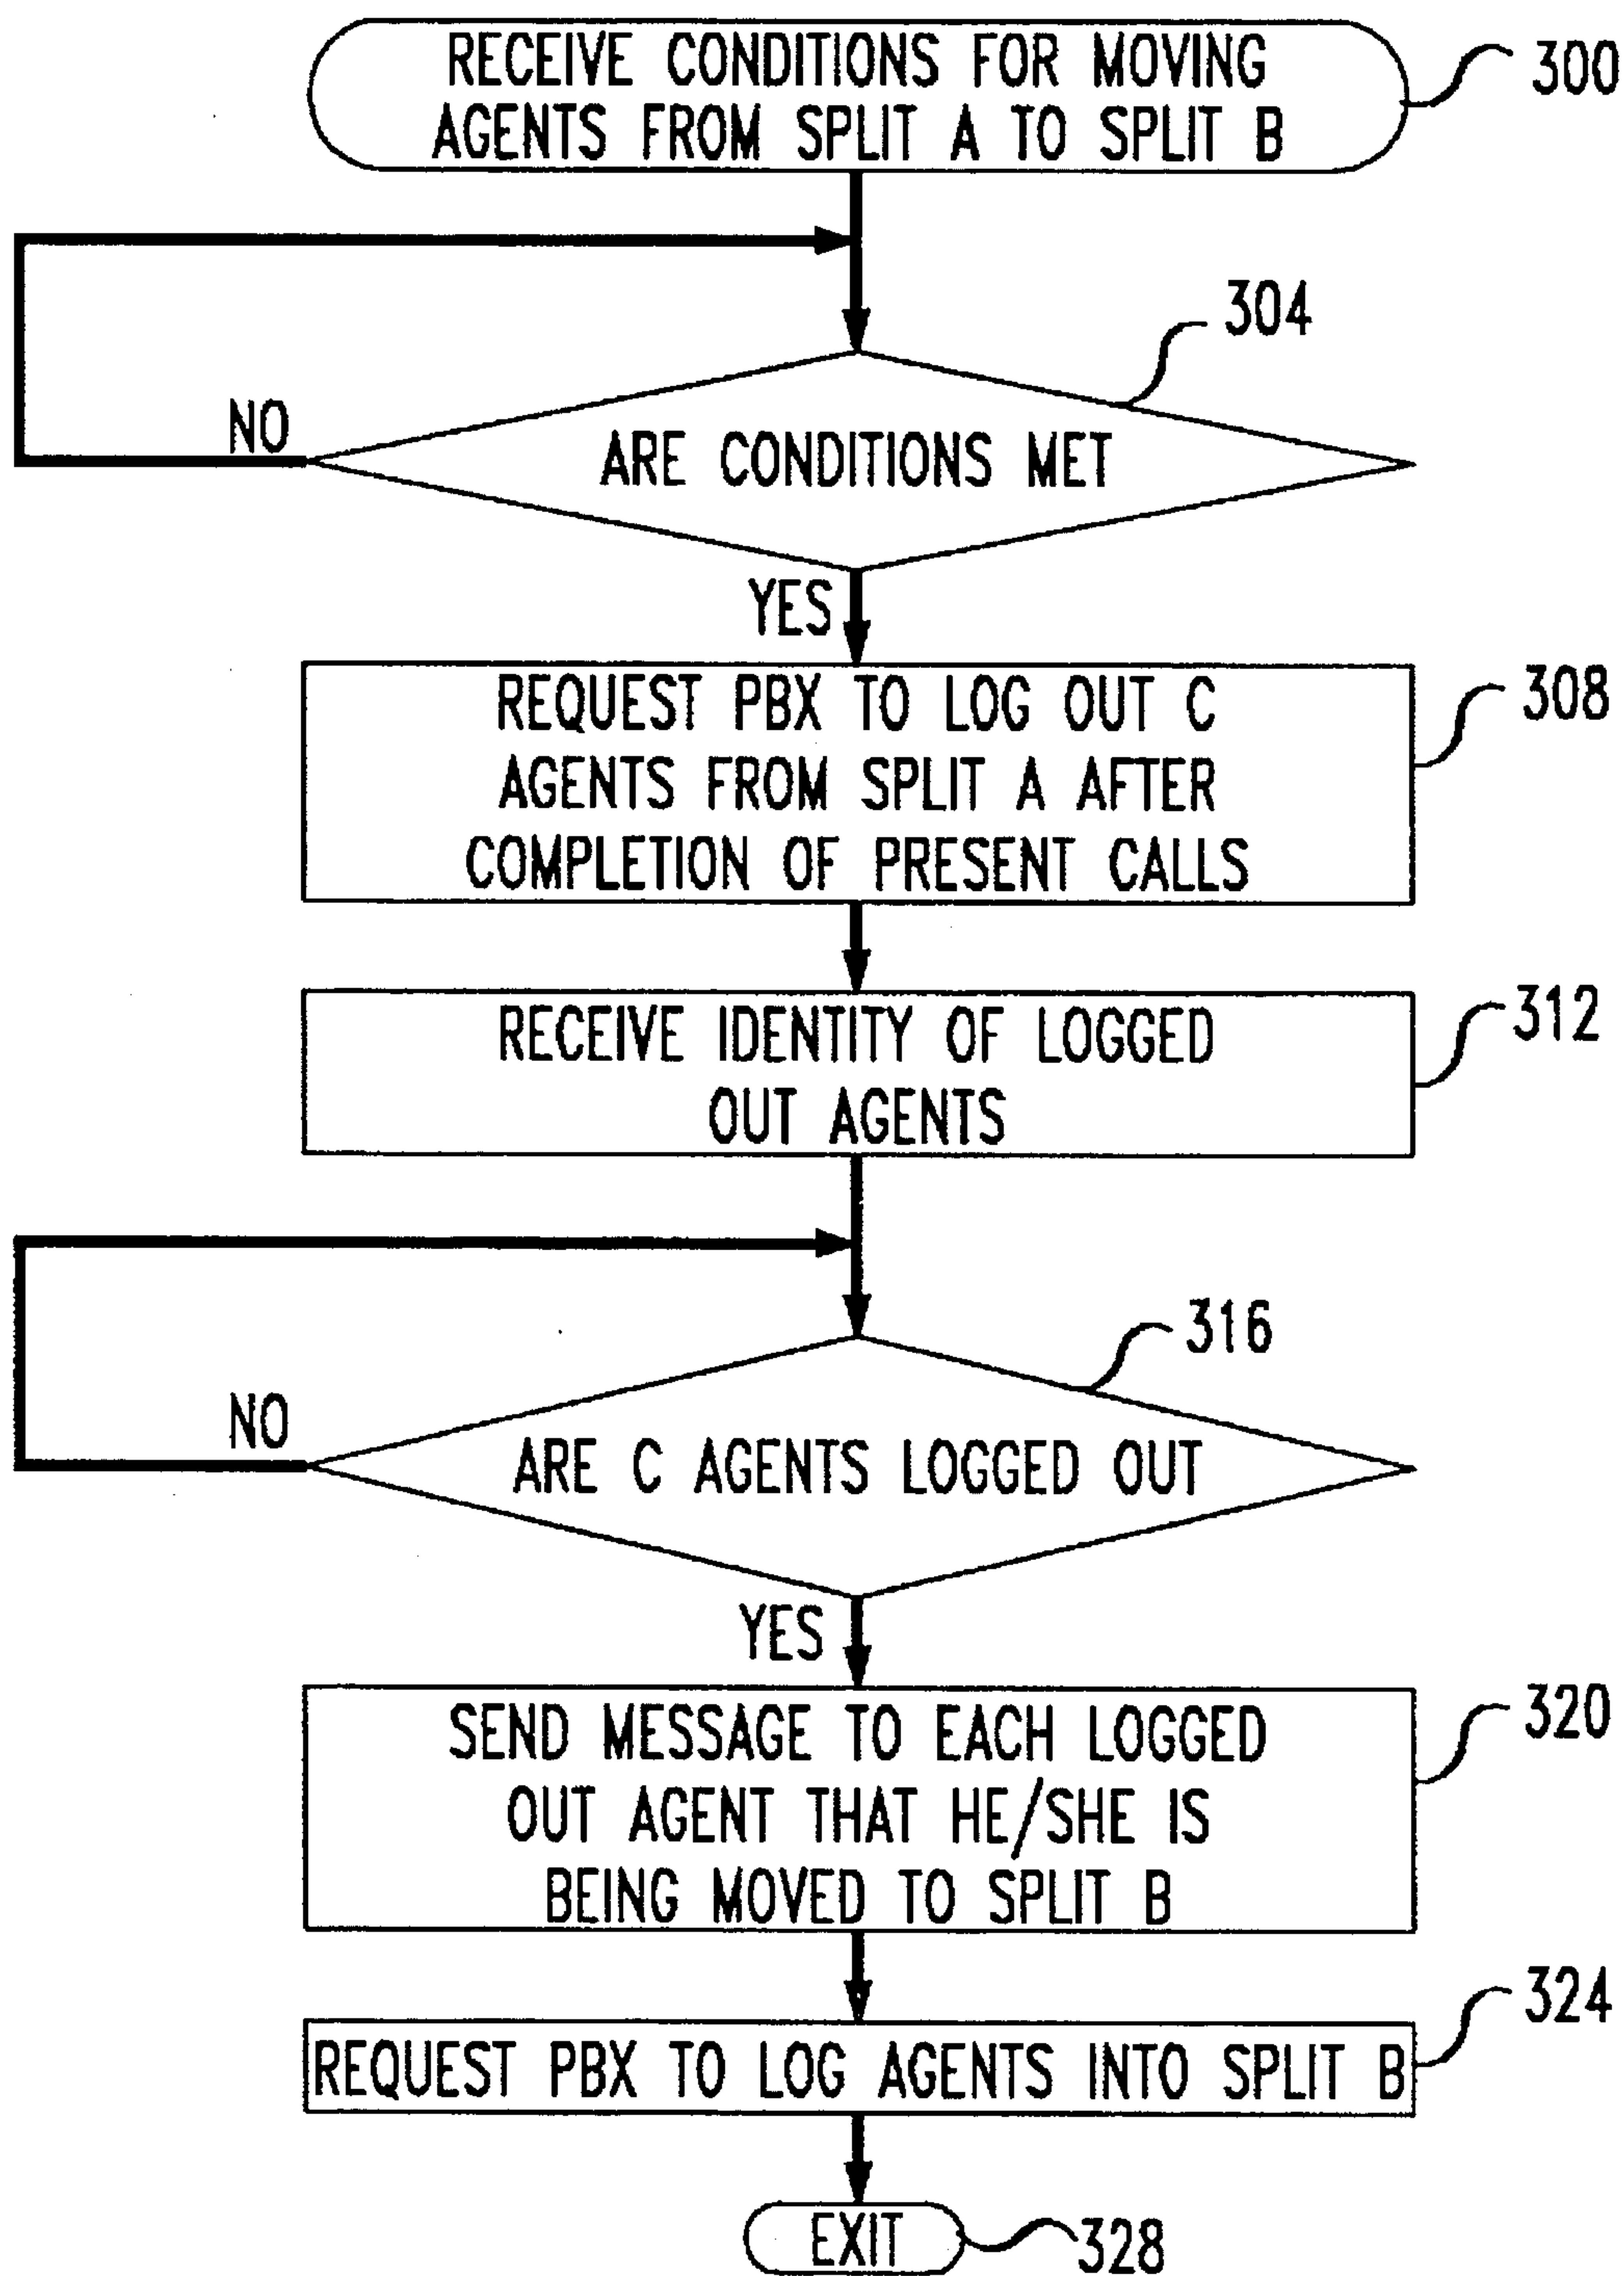 RECEIVE CONDITIONS FOR MOVING
AGENTS FROM SPLIT A TO SPLIT B
300
304
NO
ARE CONDITIONS MET
YES
REQUEST PBX TO LOG OUT C
AGENTS FROM SPLIT A AFTER
COMPLETION OF PRESENT CALLS
308
RECEIVE IDENTITY OF LOGGED
OUT AGENTS
312
316
NO
ARE C AGENTS LOGGED OUT
YES
SEND MESSAGE TO EACH LOGGED
OUT AGENT THAT HE/SHE IS
BEING MOVED TO SPLIT B
320
324
REQUEST PBX TO LOG AGENTS INTO SPLIT B
EXIT
328